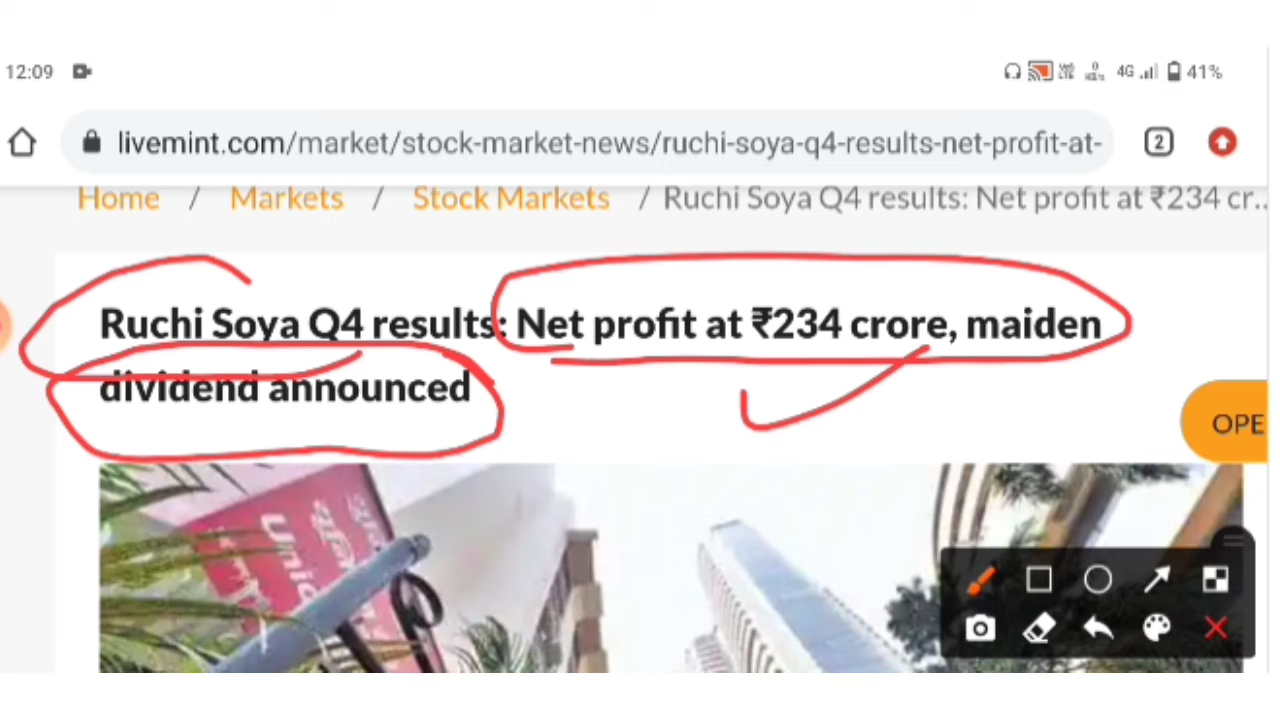 12:09 4G 41%
livemint.com/market/stock-market-news/ruchi-soya-q4-results-net-profit-at-
2
Home / Markets / Stock Markets / Ruchi Soya Q4 results: Net profit at ₹234 cr...
Ruchi Soya Q4 results: Net profit at ₹234 crore, maiden
dividend announced
OPE